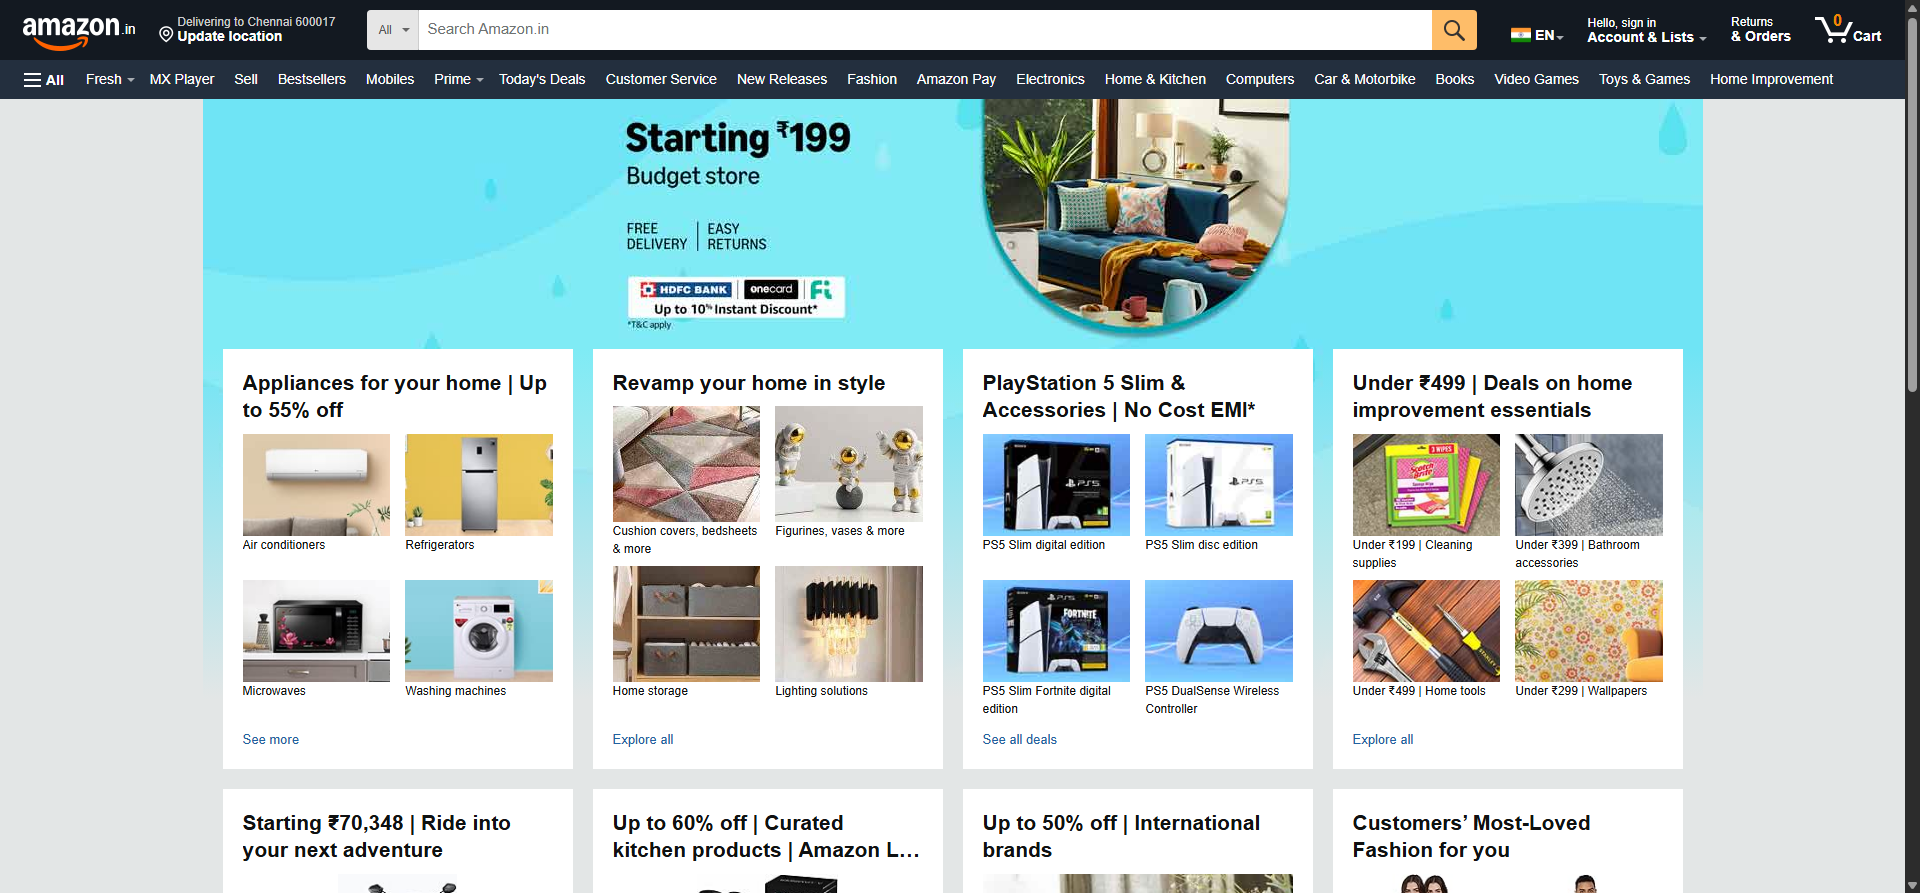 amazon.in
Delivering to Chennai 600017
Update location
All
Search Amazon.in
EN
Hello, sign in
Account & Lists
Returns
& Orders
0
Cart
All
Fresh
MX Player
Sell
Bestsellers
Mobiles
Prime
Today's Deals
Customer Service
New Releases
Fashion
Amazon Pay
Electronics
Home & Kitchen
Computers
Car & Motorbike
Books
Video Games
Toys & Games
Home Improvement
Starting ₹199
Budget store
FREE DELIVERY
EASY RETURNS
HDFC BANK
onecard
Fi
Up to 10% Instant Discount*
*T&C apply
Appliances for your home | Up
to 55% off
Air conditioners
Refrigerators
Microwaves
Washing machines
See more
Revamp your home in style
Cushion covers, bedsheets
& more
Figurines, vases & more
Home storage
Lighting solutions
Explore all
PlayStation 5 Slim &
Accessories | No Cost EMI*
PS5
PS5
PS5 Slim digital edition
PS5 Slim disc edition
PS5
FORTNITE
PS5 Slim Fortnite digital
edition
PS5 DualSense Wireless
Controller
See all deals
Under ₹499 | Deals on home
improvement essentials
3 WIPES
Scotch
Brite
Under ₹199 | Cleaning
supplies
Under ₹399 | Bathroom
accessories
STANLEY
Under ₹499 | Home tools
Under ₹299 | Wallpapers
Explore all
Starting ₹70,348 | Ride into
your next adventure
Up to 60% off | Curated
kitchen products | Amazon L…
Up to 50% off | International
brands
Customers’ Most-Loved
Fashion for you